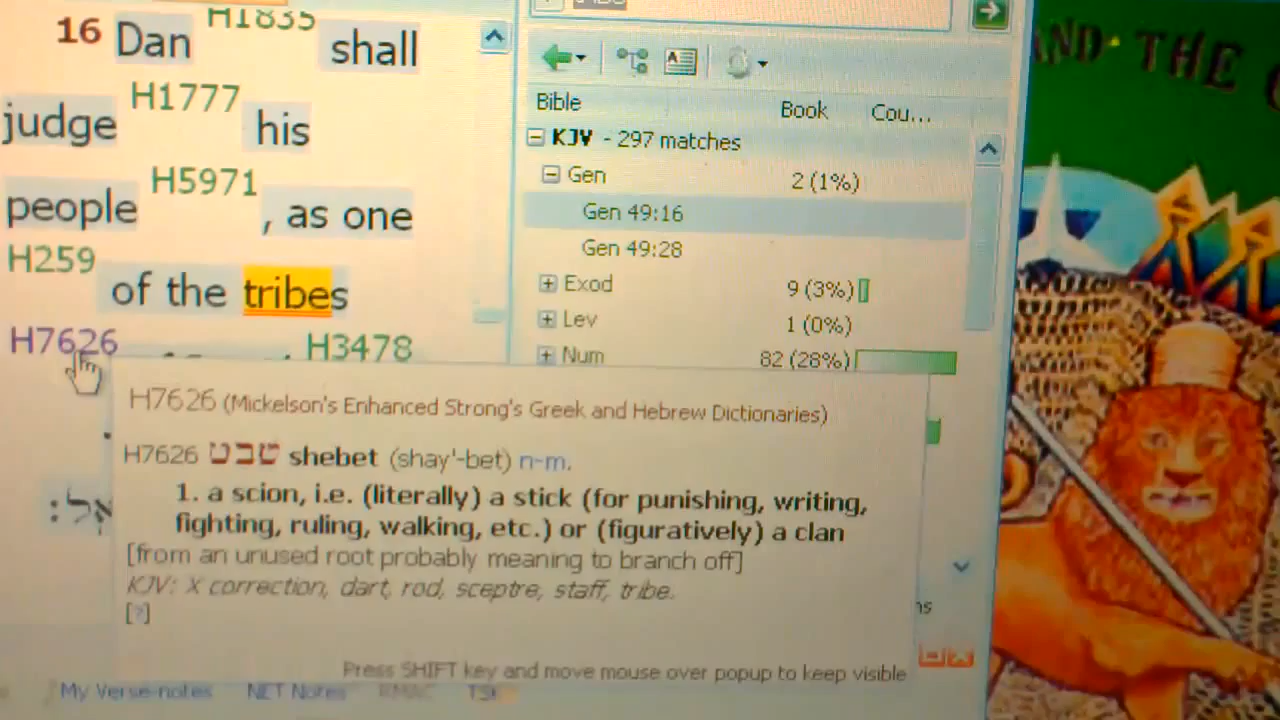 16 Dan H1835 shall
judge H1777 his
people H5971 , as one
H259 of the tribes
H7626 H3478
Bible Book Cou...
KJV - 297 matches
Gen 2 (1%)
Gen 49:16
Gen 49:28
Exod 9 (3%)
Lev 1 (0%)
Num 82 (28%)
H7626 (Mickelson's Enhanced Strong's Greek and Hebrew Dictionaries)
H7626 שבט shebet (shay'-bet) n-m.
1. a scion, i.e. (literally) a stick (for punishing, writing,
fighting, ruling, walking, etc.) or (figuratively) a clan
[from an unused root probably meaning to branch off]
KJV: X correction, dart, rod, sceptre, staff, tribe.
[?]
Press SHIFT key and move mouse over popup to keep visible
My Verse-notes NET Notes RMAC TSK
AND THE